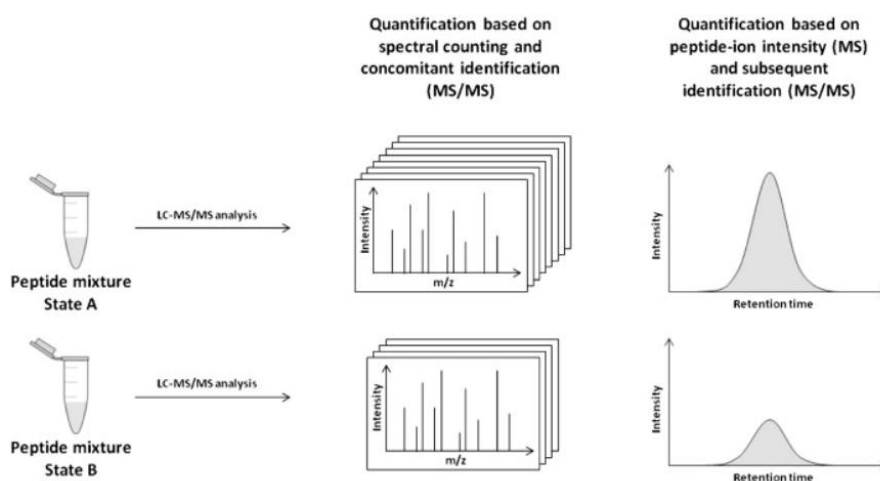 Quantification based on
spectral counting and
concomitant identification
(MS/MS)
Quantification based on
peptide-ion intensity (MS)
and subsequent
identification (MS/MS)
LC-MS/MS analysis
Peptide mixture
State A
Intensity
m/z
Intensity
Retention time
LC-MS/MS analysis
Peptide mixture
State B
Intensity
m/z
Intensity
Retention time